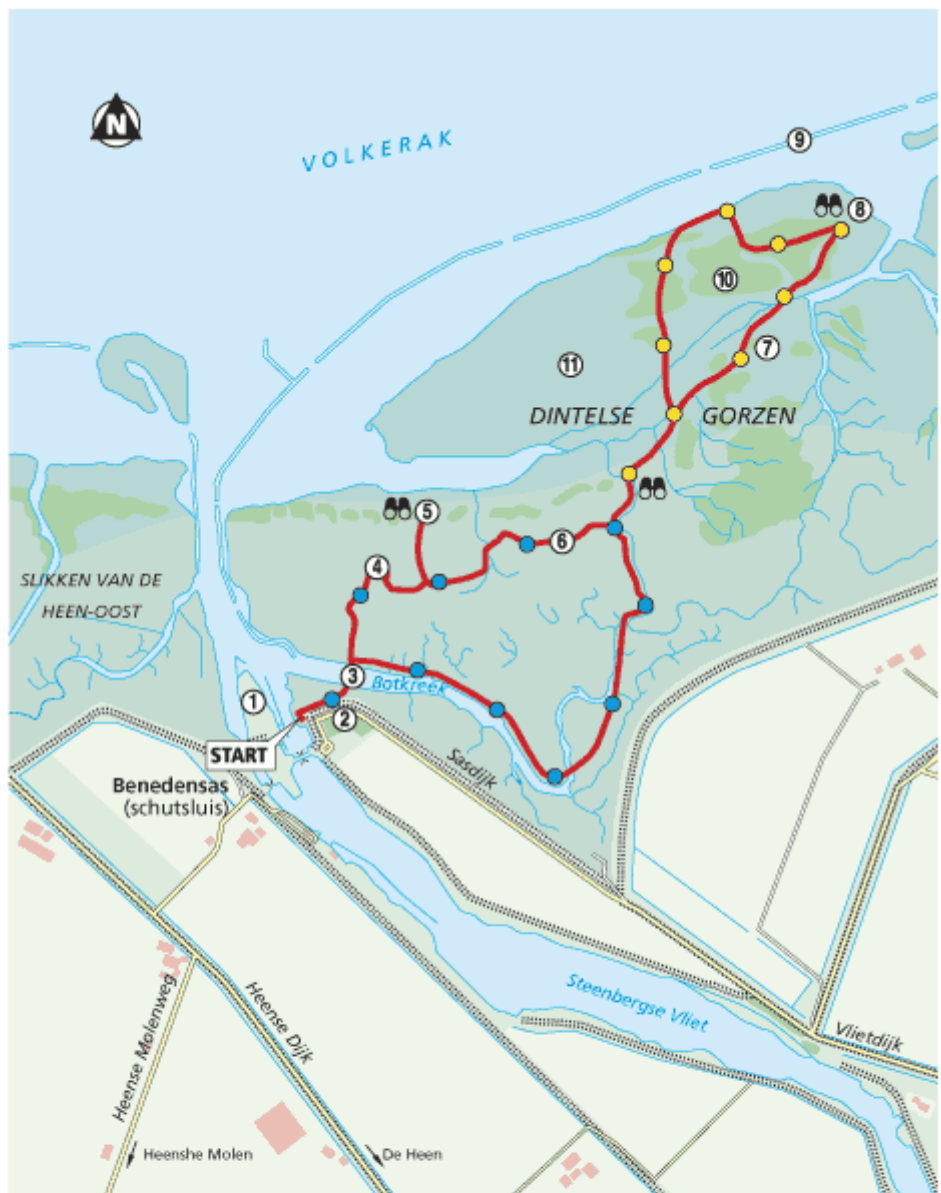 N
VOLKERAK
9
8
10
7
11
DINTELSE GORZEN
5
6
4
SLIKKEN VAN DE
HEEN-OOST
3
Botkreek
1
2
START
Sasdijk
Benedensas
(schutsluis)
Steenbergse Vliet
Heense Molenweg
Heense Dijk
Vlietdijk
Heenshe Molen
De Heen